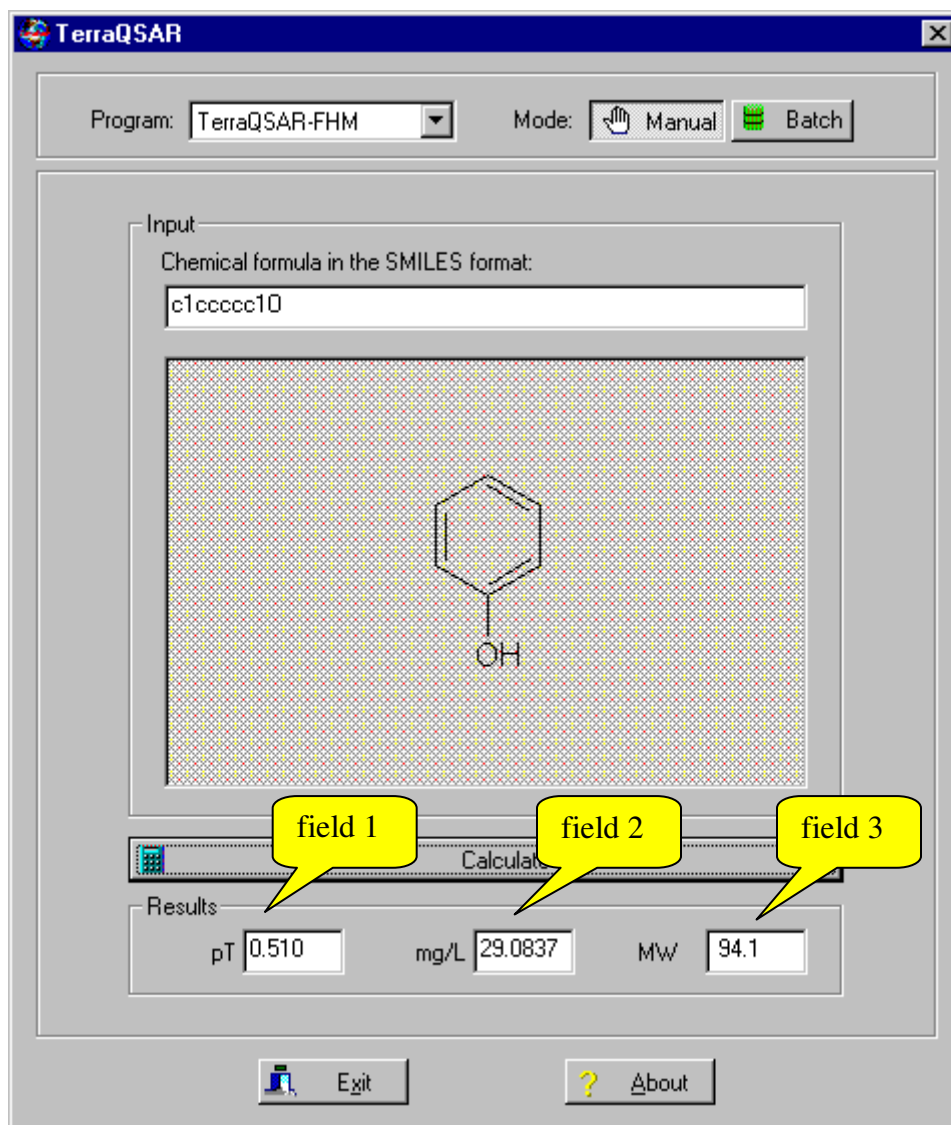 TerraQSAR
Program: TerraQSAR-FHM Mode: Manual Batch
Input
Chemical formula in the SMILES format:
c1ccccc1O
OH
field 1 field 2 field 3
Calculat
Results
pT 0.510 mg/L 29.0837 MW 94.1
Exit About